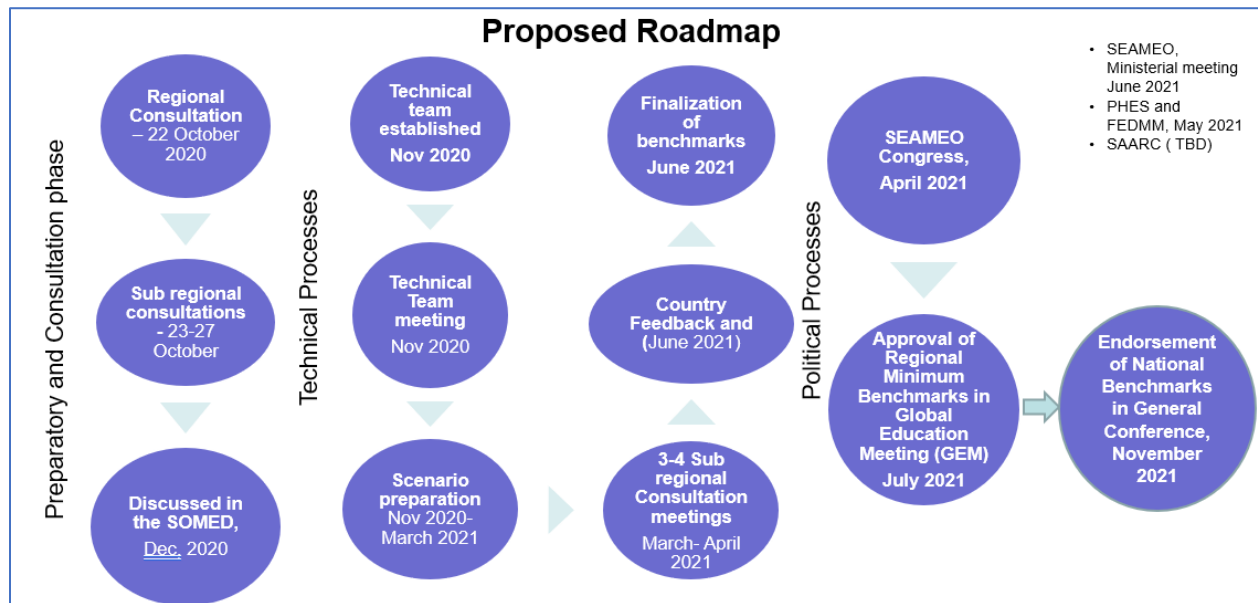 Proposed Roadmap
Preparatory and Consultation phase
Regional
Consultation
– 22 October
2020
Sub regional
consultations
- 23-27
October
Discussed in
the SOMED,
Dec. 2020
Technical Processes
Technical
team
established
Nov 2020
Technical
Team
meeting
Nov 2020
Scenario
preparation
Nov 2020-
March 2021
3-4 Sub
regional
Consultation
meetings
March- April
2021
Country
Feedback and
(June 2021)
Finalization
of
benchmarks
June 2021
Political Processes
SEAMEO
Congress,
April 2021
Approval of
Regional
Minimum
Benchmarks in
Global
Education
Meeting (GEM)
July 2021
Endorsement
of National
Benchmarks
in General
Conference,
November
2021
• SEAMEO,
Ministerial meeting
June 2021
• PHES and
FEDMM, May 2021
• SAARC ( TBD)